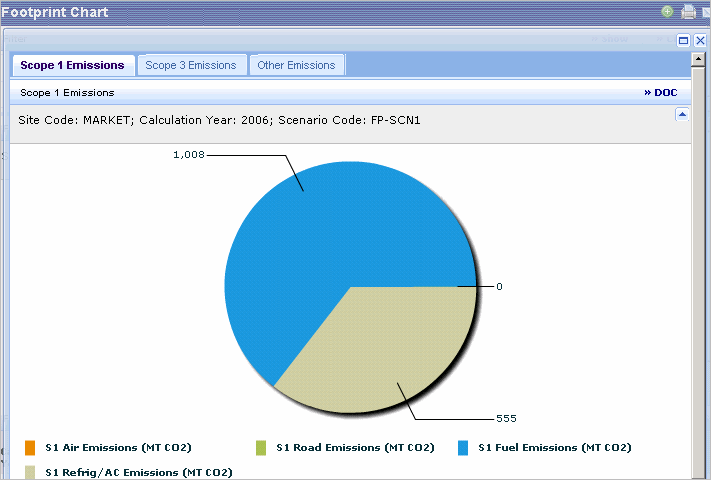 Footprint Chart
Scope 1 Emissions
Scope 3 Emissions
Other Emissions
Scope 1 Emissions
» DOC
Site Code: MARKET; Calculation Year: 2006; Scenario Code: FP-SCN1
1,008
0
555
S1 Air Emissions (MT CO2)
S1 Road Emissions (MT CO2)
S1 Fuel Emissions (MT CO2)
S1 Refrig/AC Emissions (MT CO2)